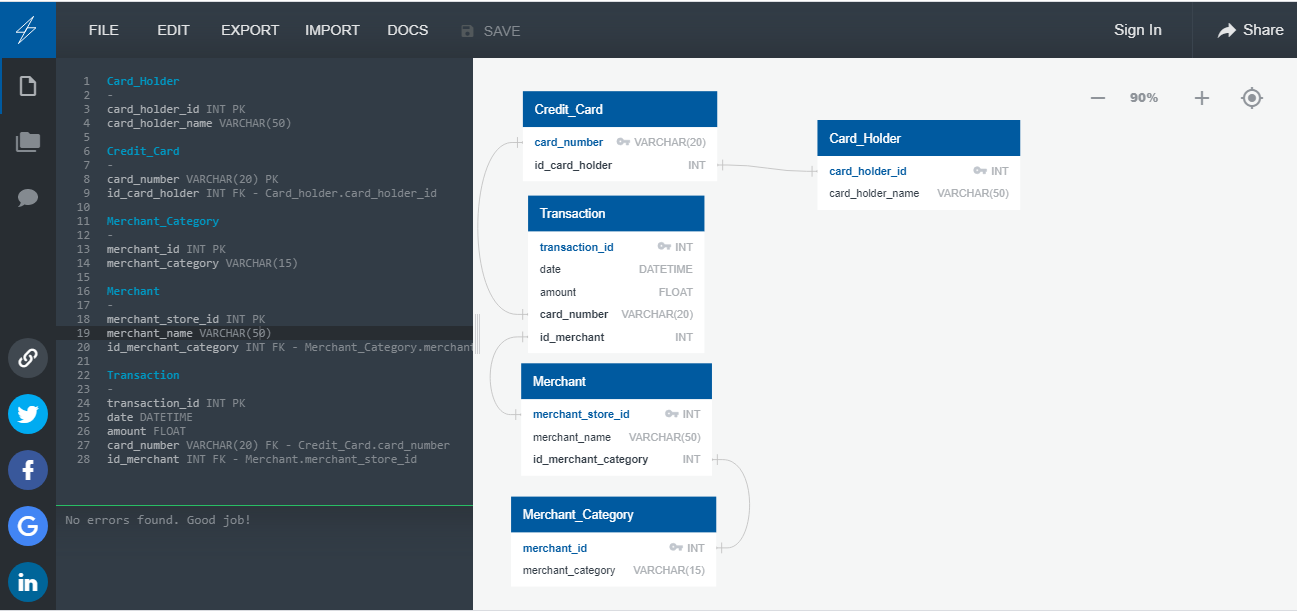 FILE EDIT EXPORT IMPORT DOCS SAVE Sign In Share
1 Card_Holder
2 -
3 card_holder_id INT PK
4 card_holder_name VARCHAR(50)
5
6 Credit_Card
7 -
8 card_number VARCHAR(20) PK
9 id_card_holder INT FK - Card_holder.card_holder_id
10
11 Merchant_Category
12 -
13 merchant_id INT PK
14 merchant_category VARCHAR(15)
15
16 Merchant
17 -
18 merchant_store_id INT PK
19 merchant_name VARCHAR(50)
20 id_merchant_category INT FK - Merchant_Category.merchant
21
22 Transaction
23 -
24 transaction_id INT PK
25 date DATETIME
26 amount FLOAT
27 card_number VARCHAR(20) FK - Credit_Card.card_number
28 id_merchant INT FK - Merchant.merchant_store_id
No errors found. Good job!
90%
Credit_Card
card_number VARCHAR(20)
id_card_holder INT
Card_Holder
card_holder_id INT
card_holder_name VARCHAR(50)
Transaction
transaction_id INT
date DATETIME
amount FLOAT
card_number VARCHAR(20)
id_merchant INT
Merchant
merchant_store_id INT
merchant_name VARCHAR(50)
id_merchant_category INT
Merchant_Category
merchant_id INT
merchant_category VARCHAR(15)